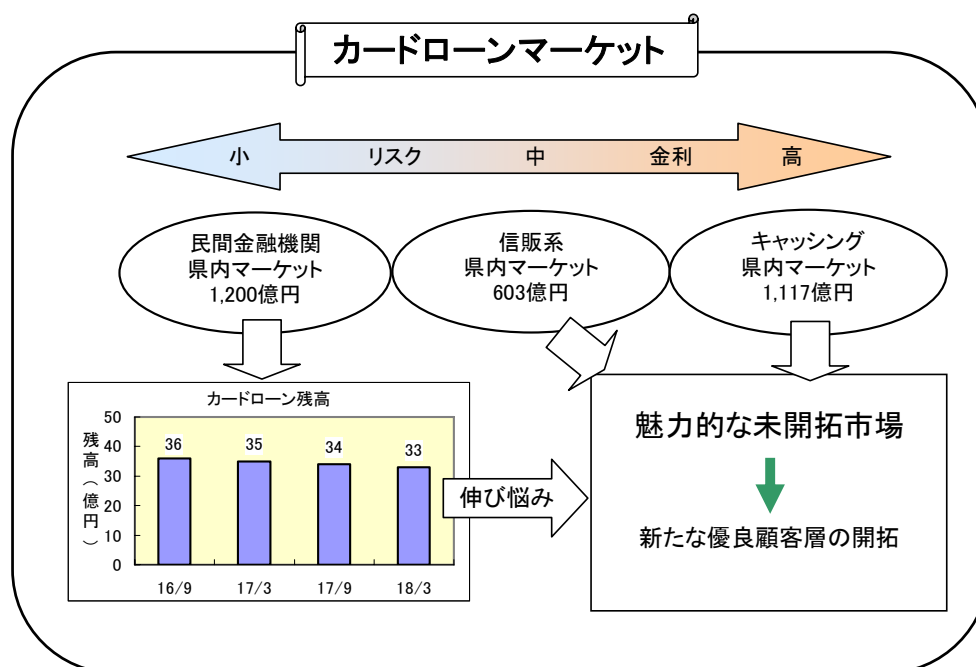 カードローンマーケット
小 リスク 中 金利 高
民間金融機関
県内マーケット
1,200億円
信販系
県内マーケット
603億円
キャッシング
県内マーケット
1,117億円
カードローン残高
残高(億円)
50
40
30
20
10
0
36
35
34
33
16/9
17/3
17/9
18/3
伸び悩み
魅力的な未開拓市場
新たな優良顧客層の開拓